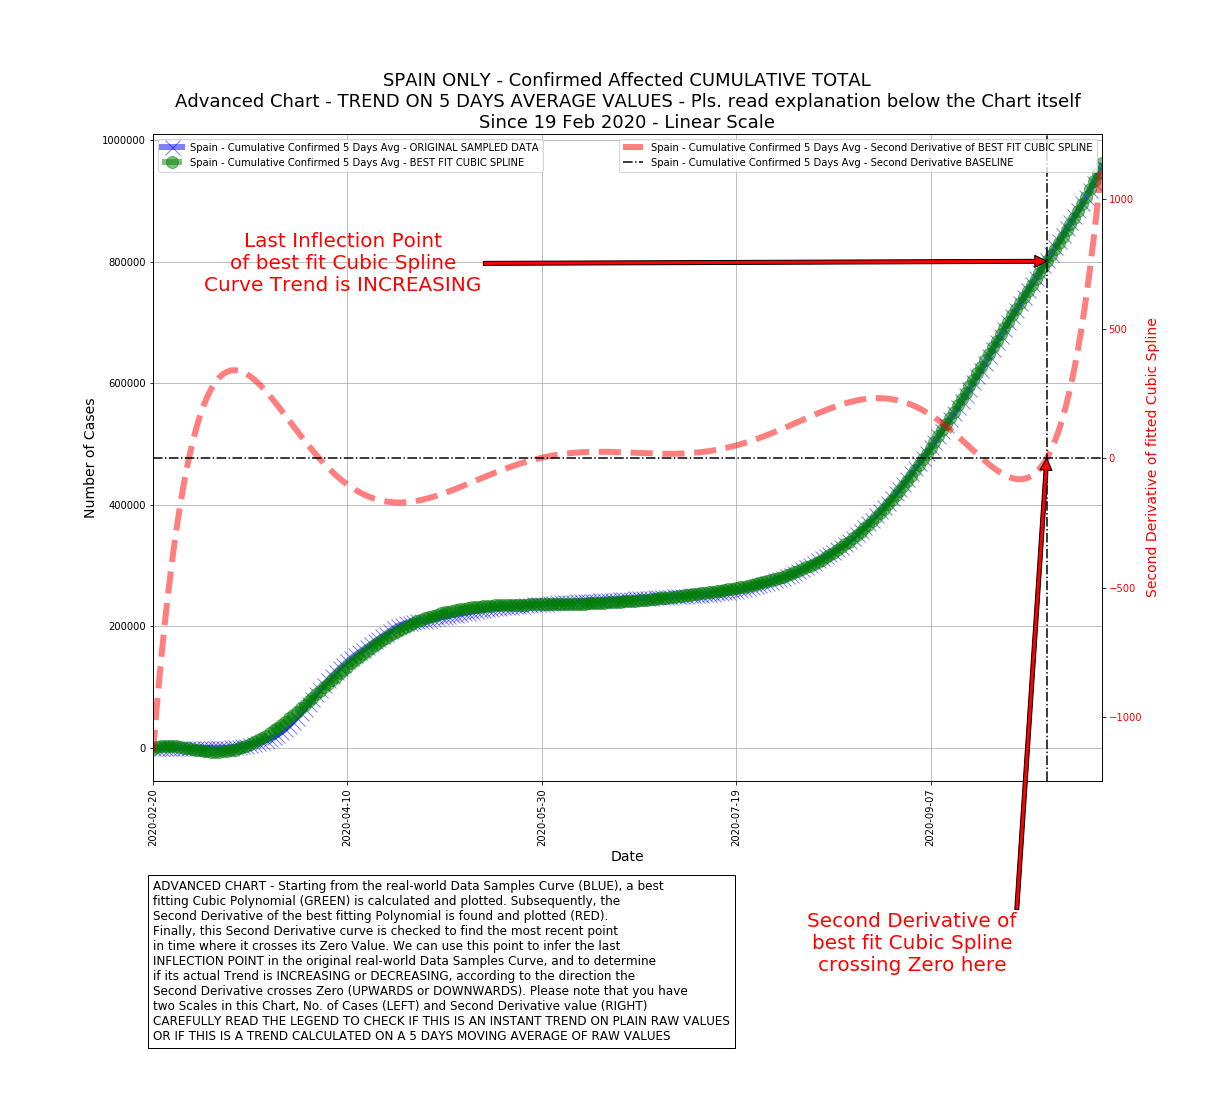 SPAIN ONLY - Confirmed Affected CUMULATIVE TOTAL
Advanced Chart - TREND ON 5 DAYS AVERAGE VALUES - Pls. read explanation below the Chart itself
Since 19 Feb 2020 - Linear Scale
Spain - Cumulative Confirmed 5 Days Avg - ORIGINAL SAMPLED DATA
Spain - Cumulative Confirmed 5 Days Avg - BEST FIT CUBIC SPLINE
Spain - Cumulative Confirmed 5 Days Avg - Second Derivative of BEST FIT CUBIC SPLINE
Spain - Cumulative Confirmed 5 Days Avg - Second Derivative BASELINE
Last Inflection Point
of best fit Cubic Spline
Curve Trend is INCREASING
Number of Cases
1000000
800000
600000
400000
200000
0
1000
500
0
−500
−1000
Second Derivative of fitted Cubic Spline
2020-02-20
2020-04-10
2020-05-30
2020-07-19
2020-09-07
Date
ADVANCED CHART - Starting from the real-world Data Samples Curve (BLUE), a best
fitting Cubic Polynomial (GREEN) is calculated and plotted. Subsequently, the
Second Derivative of the best fitting Polynomial is found and plotted (RED).
Finally, this Second Derivative curve is checked to find the most recent point
in time where it crosses its Zero Value. We can use this point to infer the last
INFLECTION POINT in the original real-world Data Samples Curve, and to determine
if its actual Trend is INCREASING or DECREASING, according to the direction the
Second Derivative crosses Zero (UPWARDS or DOWNWARDS). Please note that you have
two Scales in this Chart, No. of Cases (LEFT) and Second Derivative value (RIGHT)
CAREFULLY READ THE LEGEND TO CHECK IF THIS IS AN INSTANT TREND ON PLAIN RAW VALUES
OR IF THIS IS A TREND CALCULATED ON A 5 DAYS MOVING AVERAGE OF RAW VALUES
Second Derivative of
best fit Cubic Spline
crossing Zero here